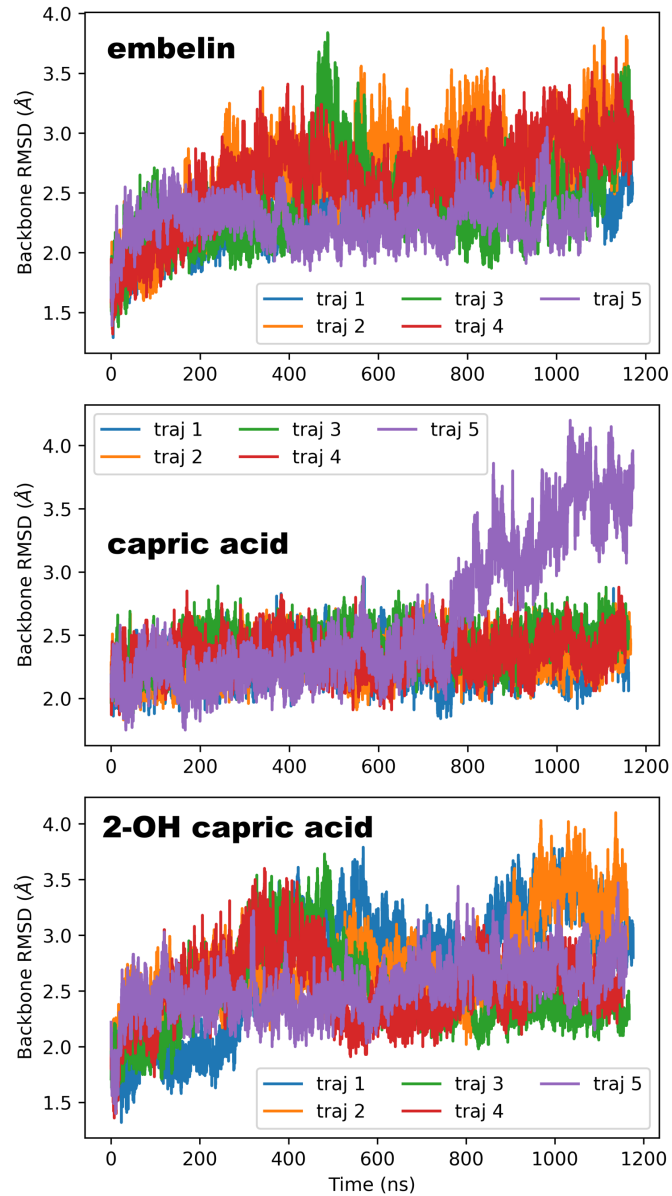 embelin
Backbone RMSD (Å)
4.0
3.5
3.0
2.5
2.0
1.5
traj 1 traj 3 traj 5
traj 2 traj 4
0 200 400 600 800 1000 1200
traj 1 traj 3 traj 5
traj 2 traj 4
capric acid
Backbone RMSD (Å)
4.0
3.5
3.0
2.5
2.0
0 200 400 600 800 1000 1200
2-OH capric acid
Backbone RMSD (Å)
4.0
3.5
3.0
2.5
2.0
1.5
traj 1 traj 3 traj 5
traj 2 traj 4
0 200 400 600 800 1000 1200
Time (ns)